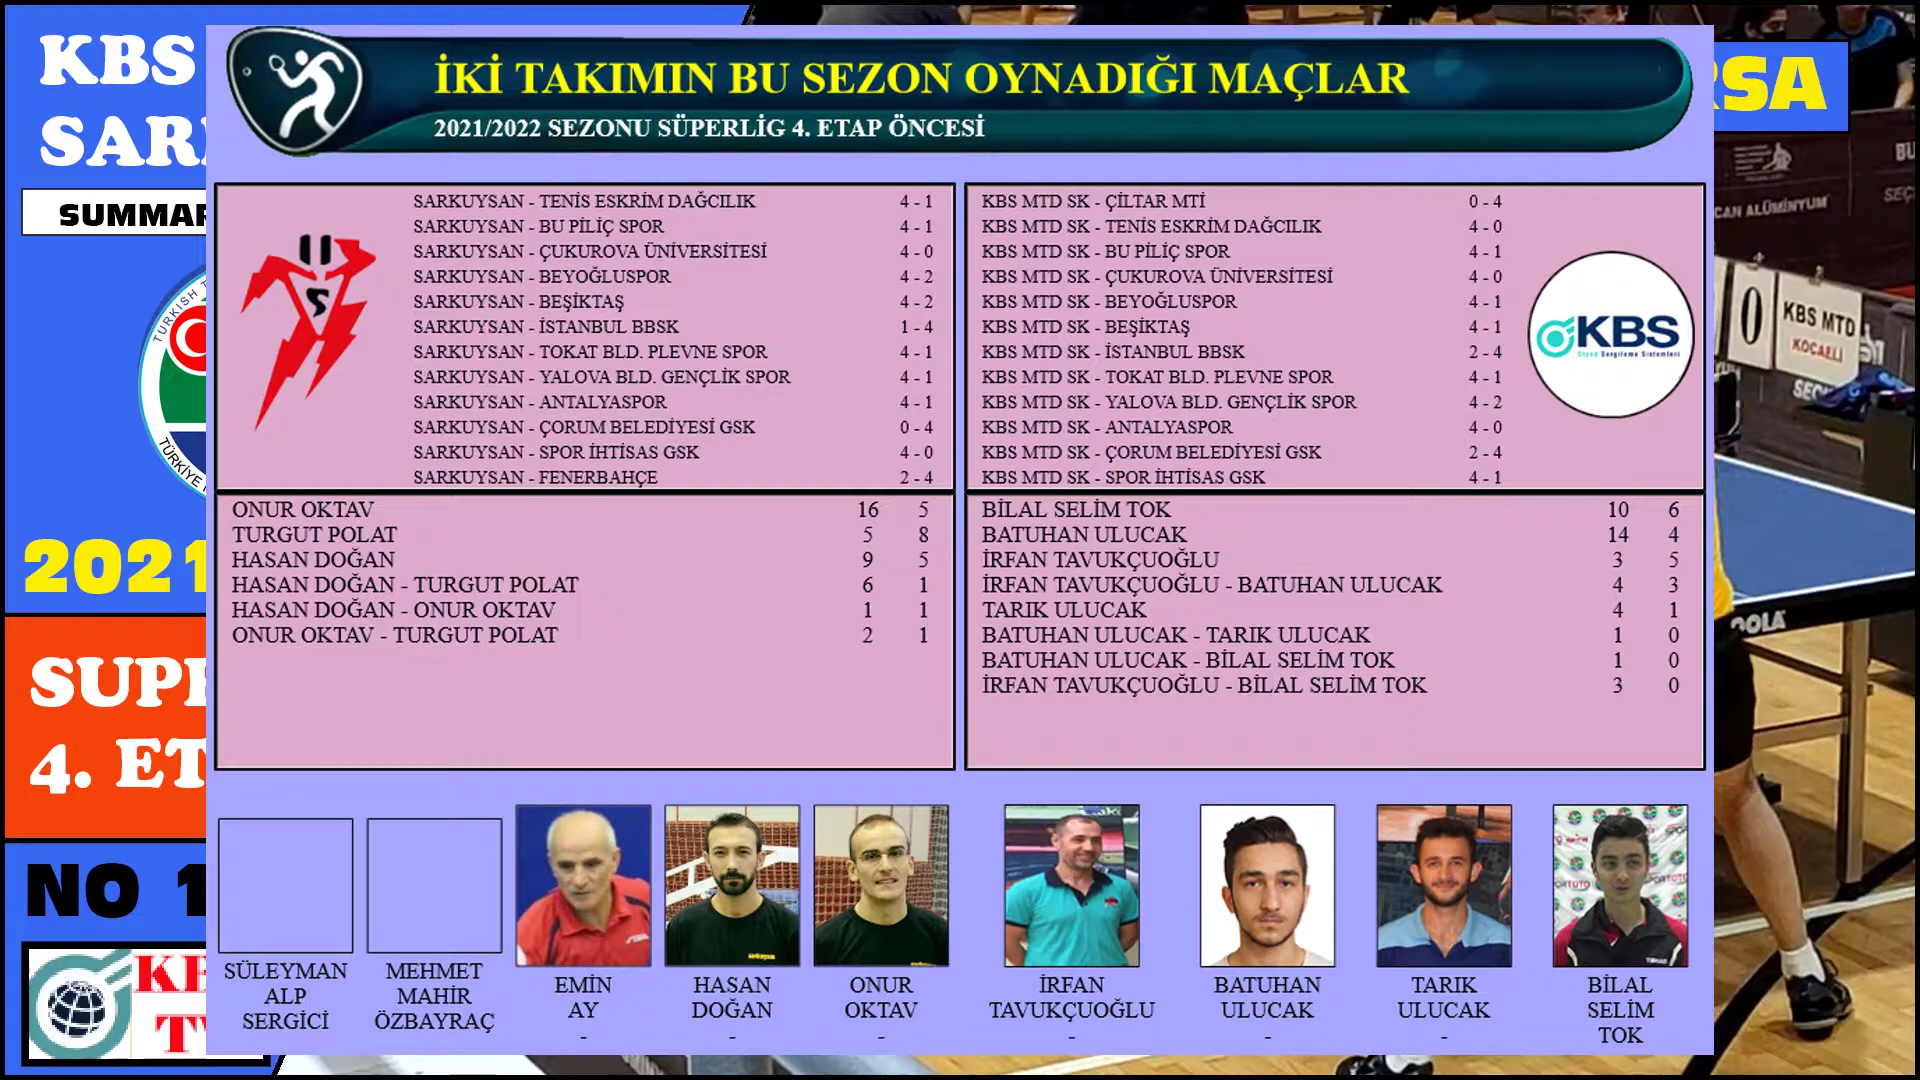 KBS
SAR
SUMMAR
TÜRKİYE
2021
SUPE
4. ET
NO 1
TV
İKİ TAKIMIN BU SEZON OYNADIĞI MAÇLAR
2021/2022 SEZONU SÜPERLİG 4. ETAP ÖNCESİ
SARKUYSAN - TENİS ESKRİM DAĞCILIK 4 - 1
SARKUYSAN - BU PİLİÇ SPOR 4 - 1
SARKUYSAN - ÇUKUROVA ÜNİVERSİTESİ 4 - 0
SARKUYSAN - BEYOĞLUSPOR 4 - 2
SARKUYSAN - BEŞİKTAŞ 4 - 2
SARKUYSAN - İSTANBUL BBSK 1 - 4
SARKUYSAN - TOKAT BLD. PLEVNE SPOR 4 - 1
SARKUYSAN - YALOVA BLD. GENÇLİK SPOR 4 - 1
SARKUYSAN - ANTALYASPOR 4 - 1
SARKUYSAN - ÇORUM BELEDİYESİ GSK 0 - 4
SARKUYSAN - SPOR İHTİSAS GSK 4 - 0
SARKUYSAN - FENERBAHÇE 2 - 4
KBS MTD SK - ÇİLTAR MTİ 0 - 4
KBS MTD SK - TENİS ESKRİM DAĞCILIK 4 - 0
KBS MTD SK - BU PİLİÇ SPOR 4 - 1
KBS MTD SK - ÇUKUROVA ÜNİVERSİTESİ 4 - 0
KBS MTD SK - BEYOĞLUSPOR 4 - 1
KBS MTD SK - BEŞİKTAŞ 4 - 1
KBS MTD SK - İSTANBUL BBSK 2 - 4
KBS MTD SK - TOKAT BLD. PLEVNE SPOR 4 - 1
KBS MTD SK - YALOVA BLD. GENÇLİK SPOR 4 - 2
KBS MTD SK - ANTALYASPOR 4 - 0
KBS MTD SK - ÇORUM BELEDİYESİ GSK 2 - 4
KBS MTD SK - SPOR İHTİSAS GSK 4 - 1
KBS
Stand Sergileme Sistemleri
ONUR OKTAV 16 5
TURGUT POLAT 5 8
HASAN DOĞAN 9 5
HASAN DOĞAN - TURGUT POLAT 6 1
HASAN DOĞAN - ONUR OKTAV 1 1
ONUR OKTAV - TURGUT POLAT 2 1
BİLAL SELİM TOK 10 6
BATUHAN ULUCAK 14 4
İRFAN TAVUKÇUOĞLU 3 5
İRFAN TAVUKÇUOĞLU - BATUHAN ULUCAK 4 3
TARIK ULUCAK 4 1
BATUHAN ULUCAK - TARIK ULUCAK 1 0
BATUHAN ULUCAK - BİLAL SELİM TOK 1 0
İRFAN TAVUKÇUOĞLU - BİLAL SELİM TOK 3 0
SÜLEYMAN
ALP
SERGİCİ
MEHMET
MAHİR
ÖZBAYRAÇ
EMİN
AY
-
HASAN
DOĞAN
-
ONUR
OKTAV
-
İRFAN
TAVUKÇUOĞLU
-
BATUHAN
ULUCAK
-
TARIK
ULUCAK
-
BİLAL
SELİM
TOK
RSA
CAN ALÜMİNYUM
0
KBS MTD
KOCAELİ
OOLA